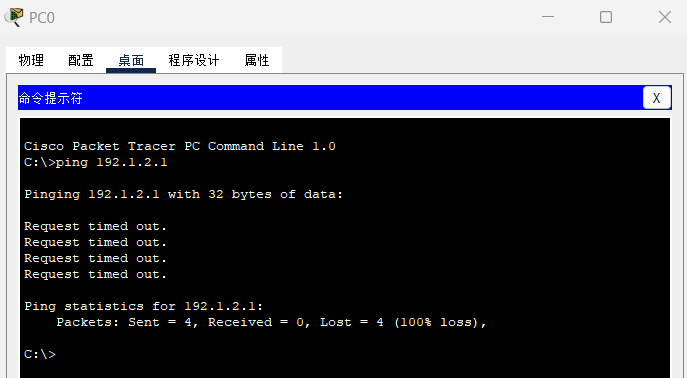 PC0
物理 配置 桌面 程序设计 属性
命令提示符 X
Cisco Packet Tracer PC Command Line 1.0
C:\>ping 192.1.2.1
Pinging 192.1.2.1 with 32 bytes of data:
Request timed out.
Request timed out.
Request timed out.
Request timed out.
Ping statistics for 192.1.2.1:
    Packets: Sent = 4, Received = 0, Lost = 4 (100% loss),
C:\>